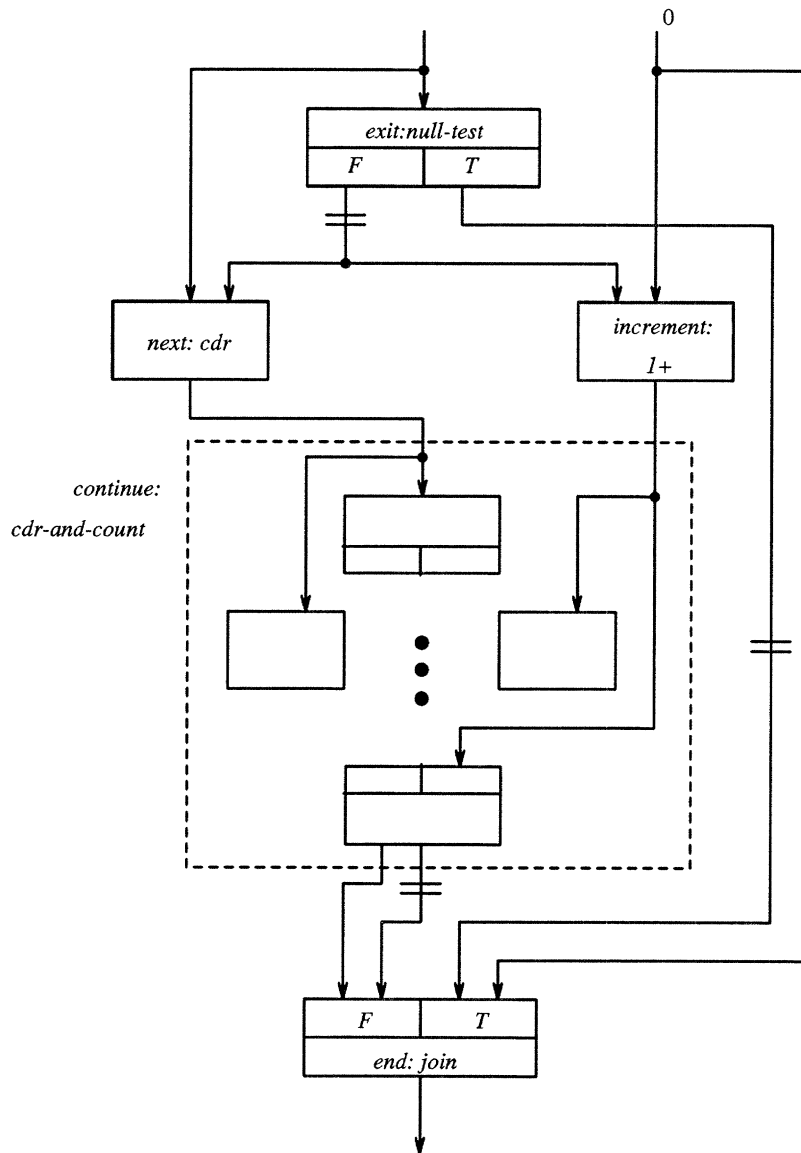 0
exit:null-test
F T
next: cdr
increment:
1+
continue:
cdr-and-count
F T
end: join